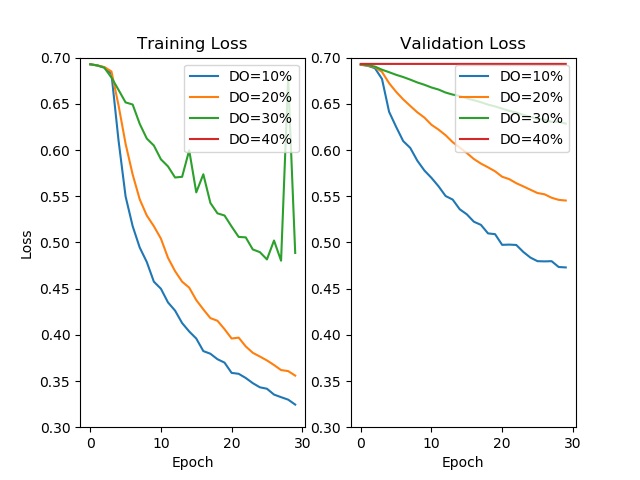 Training Loss
Validation Loss
0.70
0.65
0.60
0.55
0.50
0.45
0.40
0.35
0.30
Loss
0 10 20 30
Epoch
DO=10%
DO=20%
DO=30%
DO=40%
0.70
0.65
0.60
0.55
0.50
0.45
0.40
0.35
0.30
0 10 20 30
Epoch
DO=10%
DO=20%
DO=30%
DO=40%